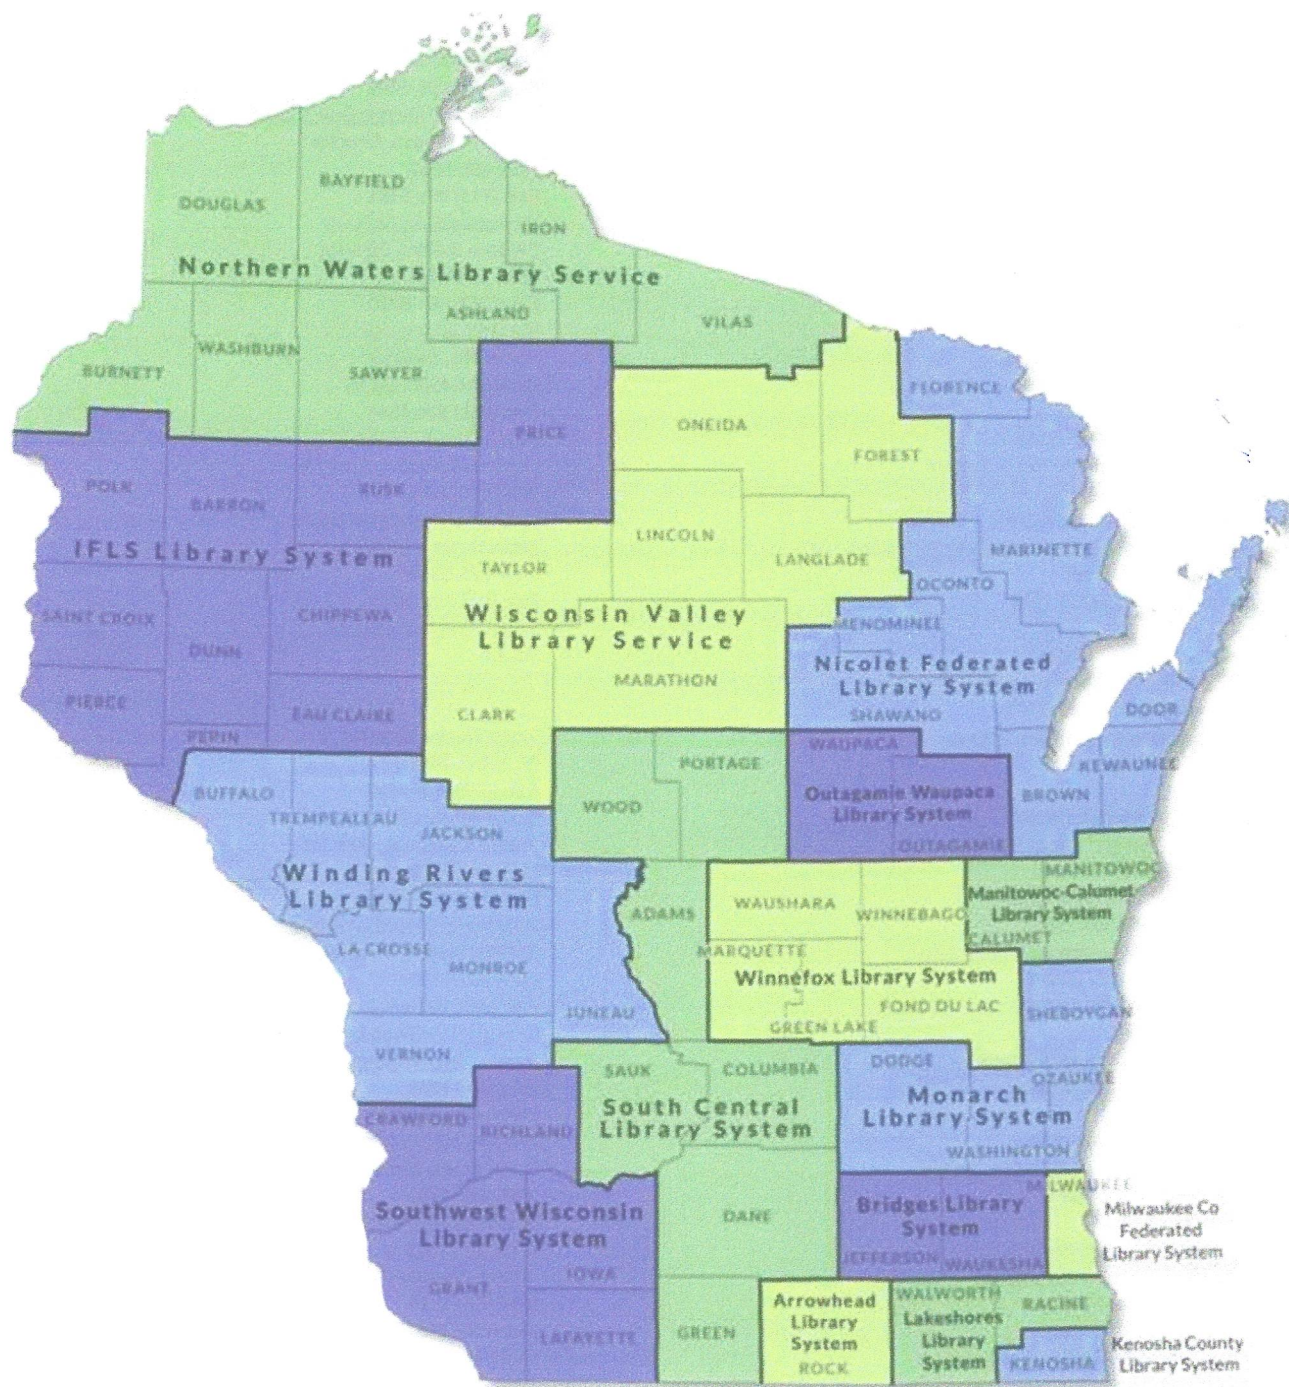 BAYFIELD
DOUGLAS
IRON
Northern Waters Library Service
ASHLAND
VILAS
WASHBURN
BURNETT
SAWYER
FLORENCE
ONEIDA
PRICE
FOREST
POLK
BARRON
RUSK
LINCOLN
MARINETTE
IFLS Library System
TAYLOR
LANGLADE
OCONTO
SAINT CROIX
CHIPPEWA
Wisconsin Valley
Library Service
MENOMINEE
DUNN
Nicolet Federated
Library System
MARATHON
PIERCE
EAU CLAIRE
CLARK
SHAWANO
DOOR
PEPIN
WAUPACA
PORTAGE
KEWAUNEE
BUFFALO
WOOD
Outagamie Waupaca
Library System
BROWN
TREMPEALEAU
JACKSON
OUTAGAMIE
Winding Rivers
Library System
MANITOWOC
Manitowoc-Calumet
Library System
ADAMS
WAUSHARA
WINNEBAGO
CALUMET
LA CROSSE
MONROE
MARQUETTE
Winnefox Library System
JUNEAU
GREEN LAKE
FOND DU LAC
SHEBOYGAN
VERNON
SAUK
COLUMBIA
DODGE
OZAUKEE
South Central
Library System
Monarch
Library System
CRAWFORD
RICHLAND
WASHINGTON
MILWAUKEE
Southwest Wisconsin
Library System
DANE
Bridges Library
System
Milwaukee Co
Federated
Library System
JEFFERSON
WAUKESHA
GRANT
IOWA
Arrowhead
Library
System
ROCK
WALWORTH
Lakeshores
Library
System
RACINE
LAFAYETTE
GREEN
KENOSHA
Kenosha County
Library System